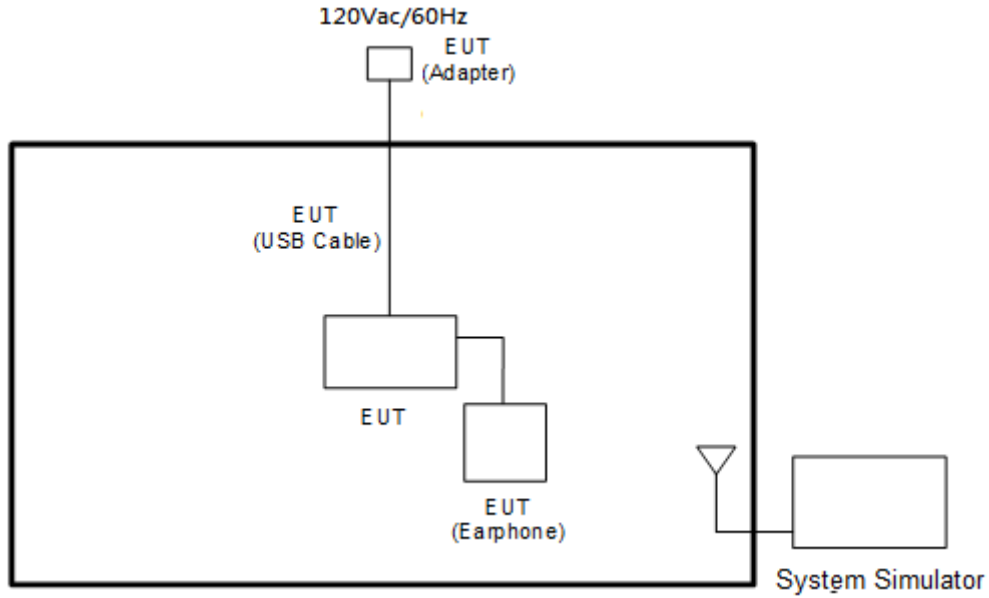 120Vac/60Hz
EUT
(Adapter)
EUT
(USB Cable)
EUT
EUT
(Earphone)
System Simulator